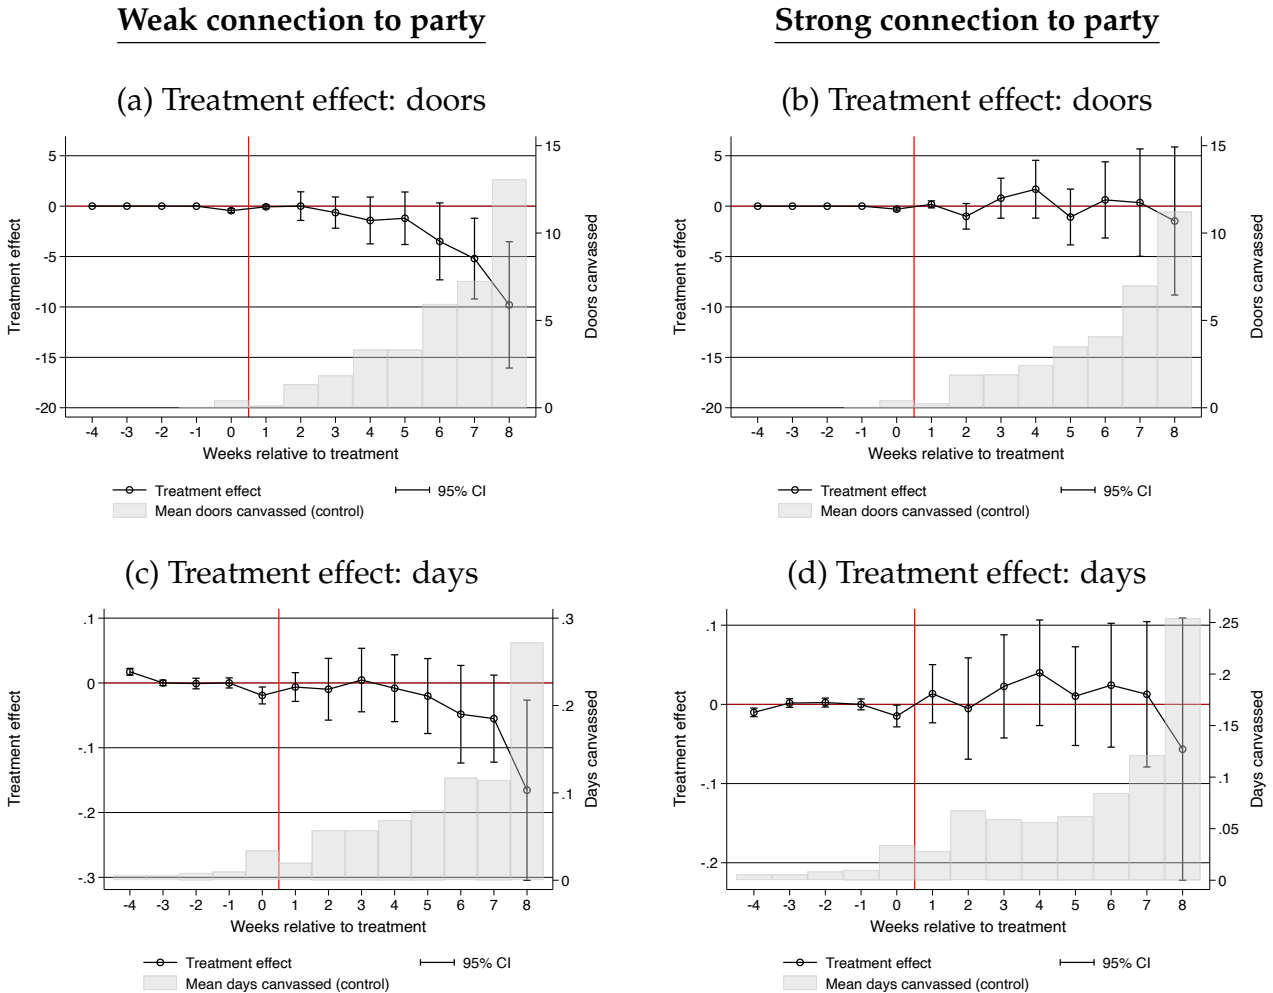 Weak connection to party
Strong connection to party
(a) Treatment effect: doors
5
0
-5
-10
-15
-20
Treatment effect
15
10
5
0
Doors canvassed
-4 -3 -2 -1 0 1 2 3 4 5 6 7 8
Weeks relative to treatment
Treatment effect
95% CI
Mean doors canvassed (control)
(b) Treatment effect: doors
5
0
-5
-10
-15
-20
Treatment effect
15
10
5
0
Doors canvassed
-4 -3 -2 -1 0 1 2 3 4 5 6 7 8
Weeks relative to treatment
Treatment effect
95% CI
Mean doors canvassed (control)
(c) Treatment effect: days
.1
0
-.1
-.2
-.3
Treatment effect
.3
.2
.1
0
Days canvassed
-4 -3 -2 -1 0 1 2 3 4 5 6 7 8
Weeks relative to treatment
Treatment effect
95% CI
Mean days canvassed (control)
(d) Treatment effect: days
.1
0
-.1
-.2
Treatment effect
.25
.2
.15
.1
.05
0
Days canvassed
-4 -3 -2 -1 0 1 2 3 4 5 6 7 8
Weeks relative to treatment
Treatment effect
95% CI
Mean days canvassed (control)